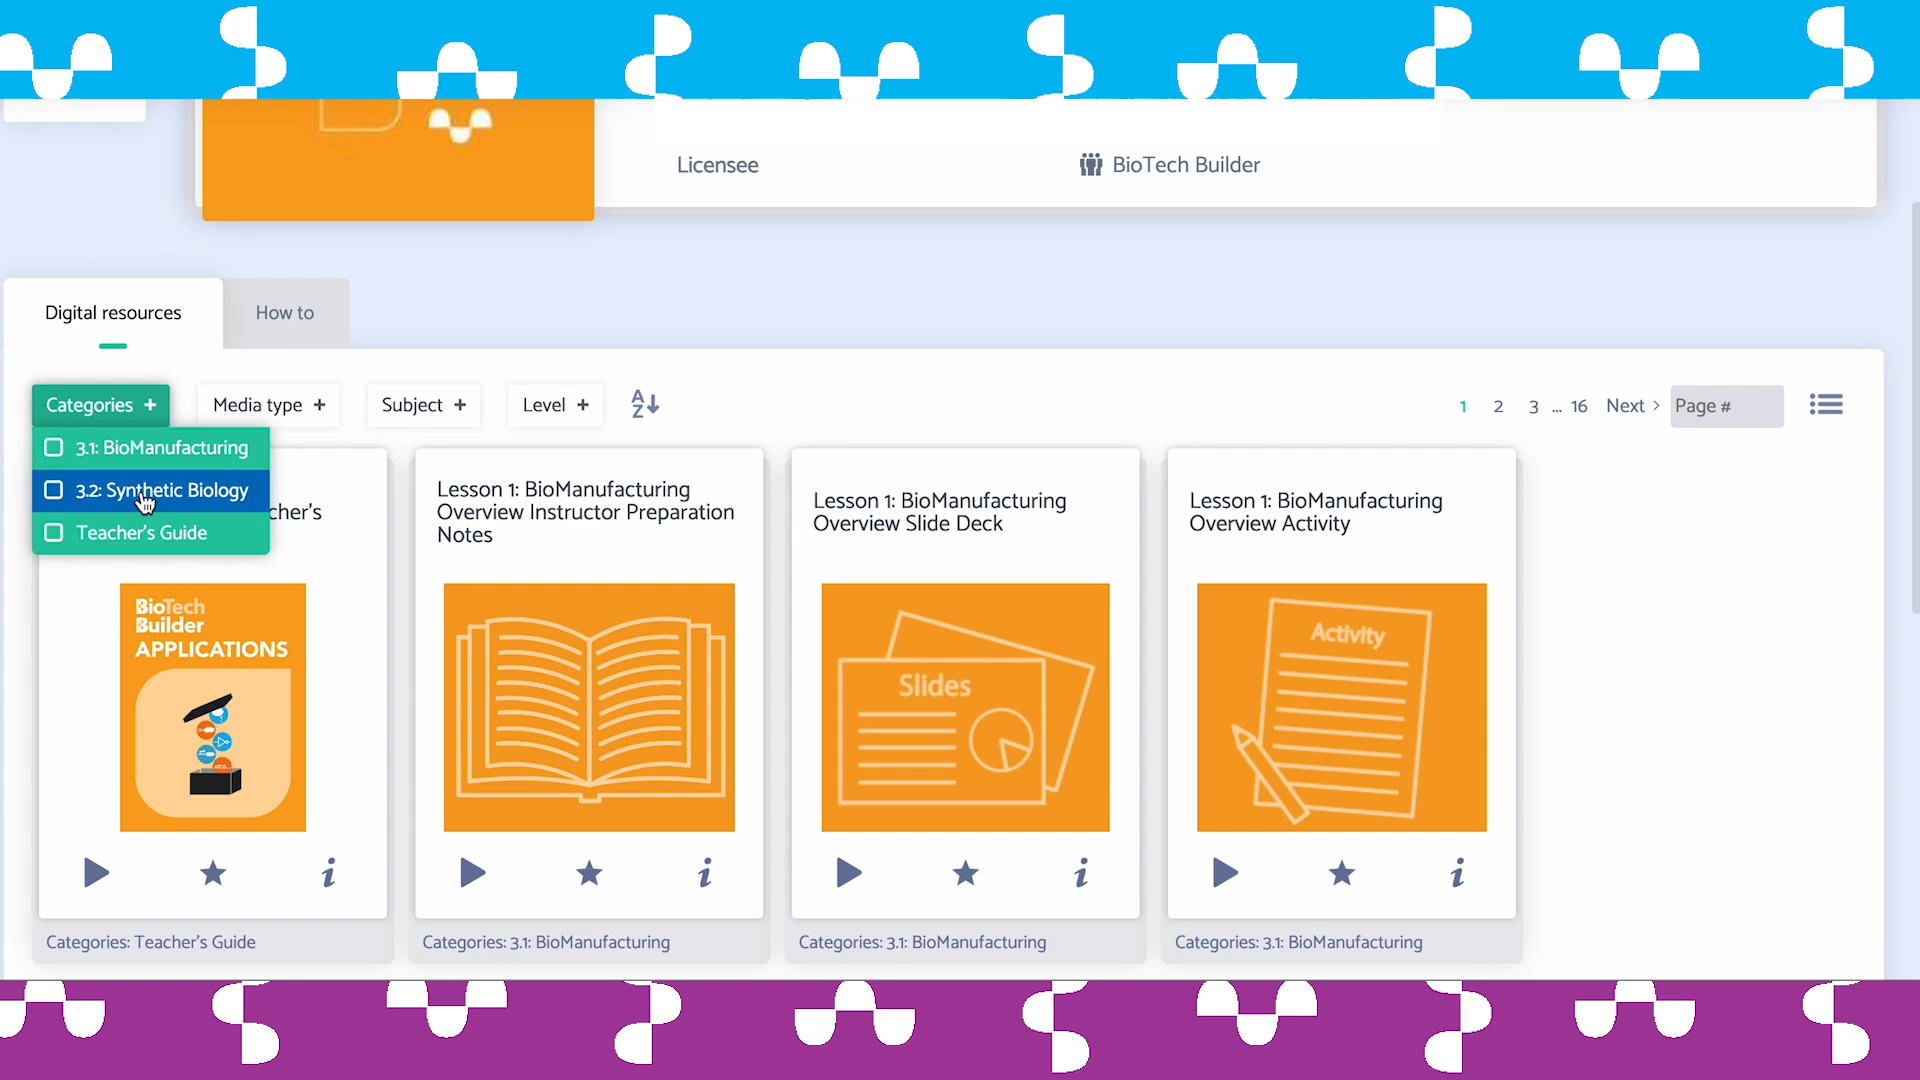 Licensee
BioTech Builder
Digital resources
How to
Categories +
Media type +
Subject +
Level +
A
Z
1 2 3 ... 16 Next > Page #
3.1: BioManufacturing
3.2: Synthetic Biology
Teacher's Guide
cher's
BioTech
Builder
APPLICATIONS
Categories: Teacher's Guide
Lesson 1: BioManufacturing
Overview Instructor Preparation
Notes
Categories: 3.1: BioManufacturing
Lesson 1: BioManufacturing
Overview Slide Deck
Slides
Categories: 3.1: BioManufacturing
Lesson 1: BioManufacturing
Overview Activity
Activity
Categories: 3.1: BioManufacturing